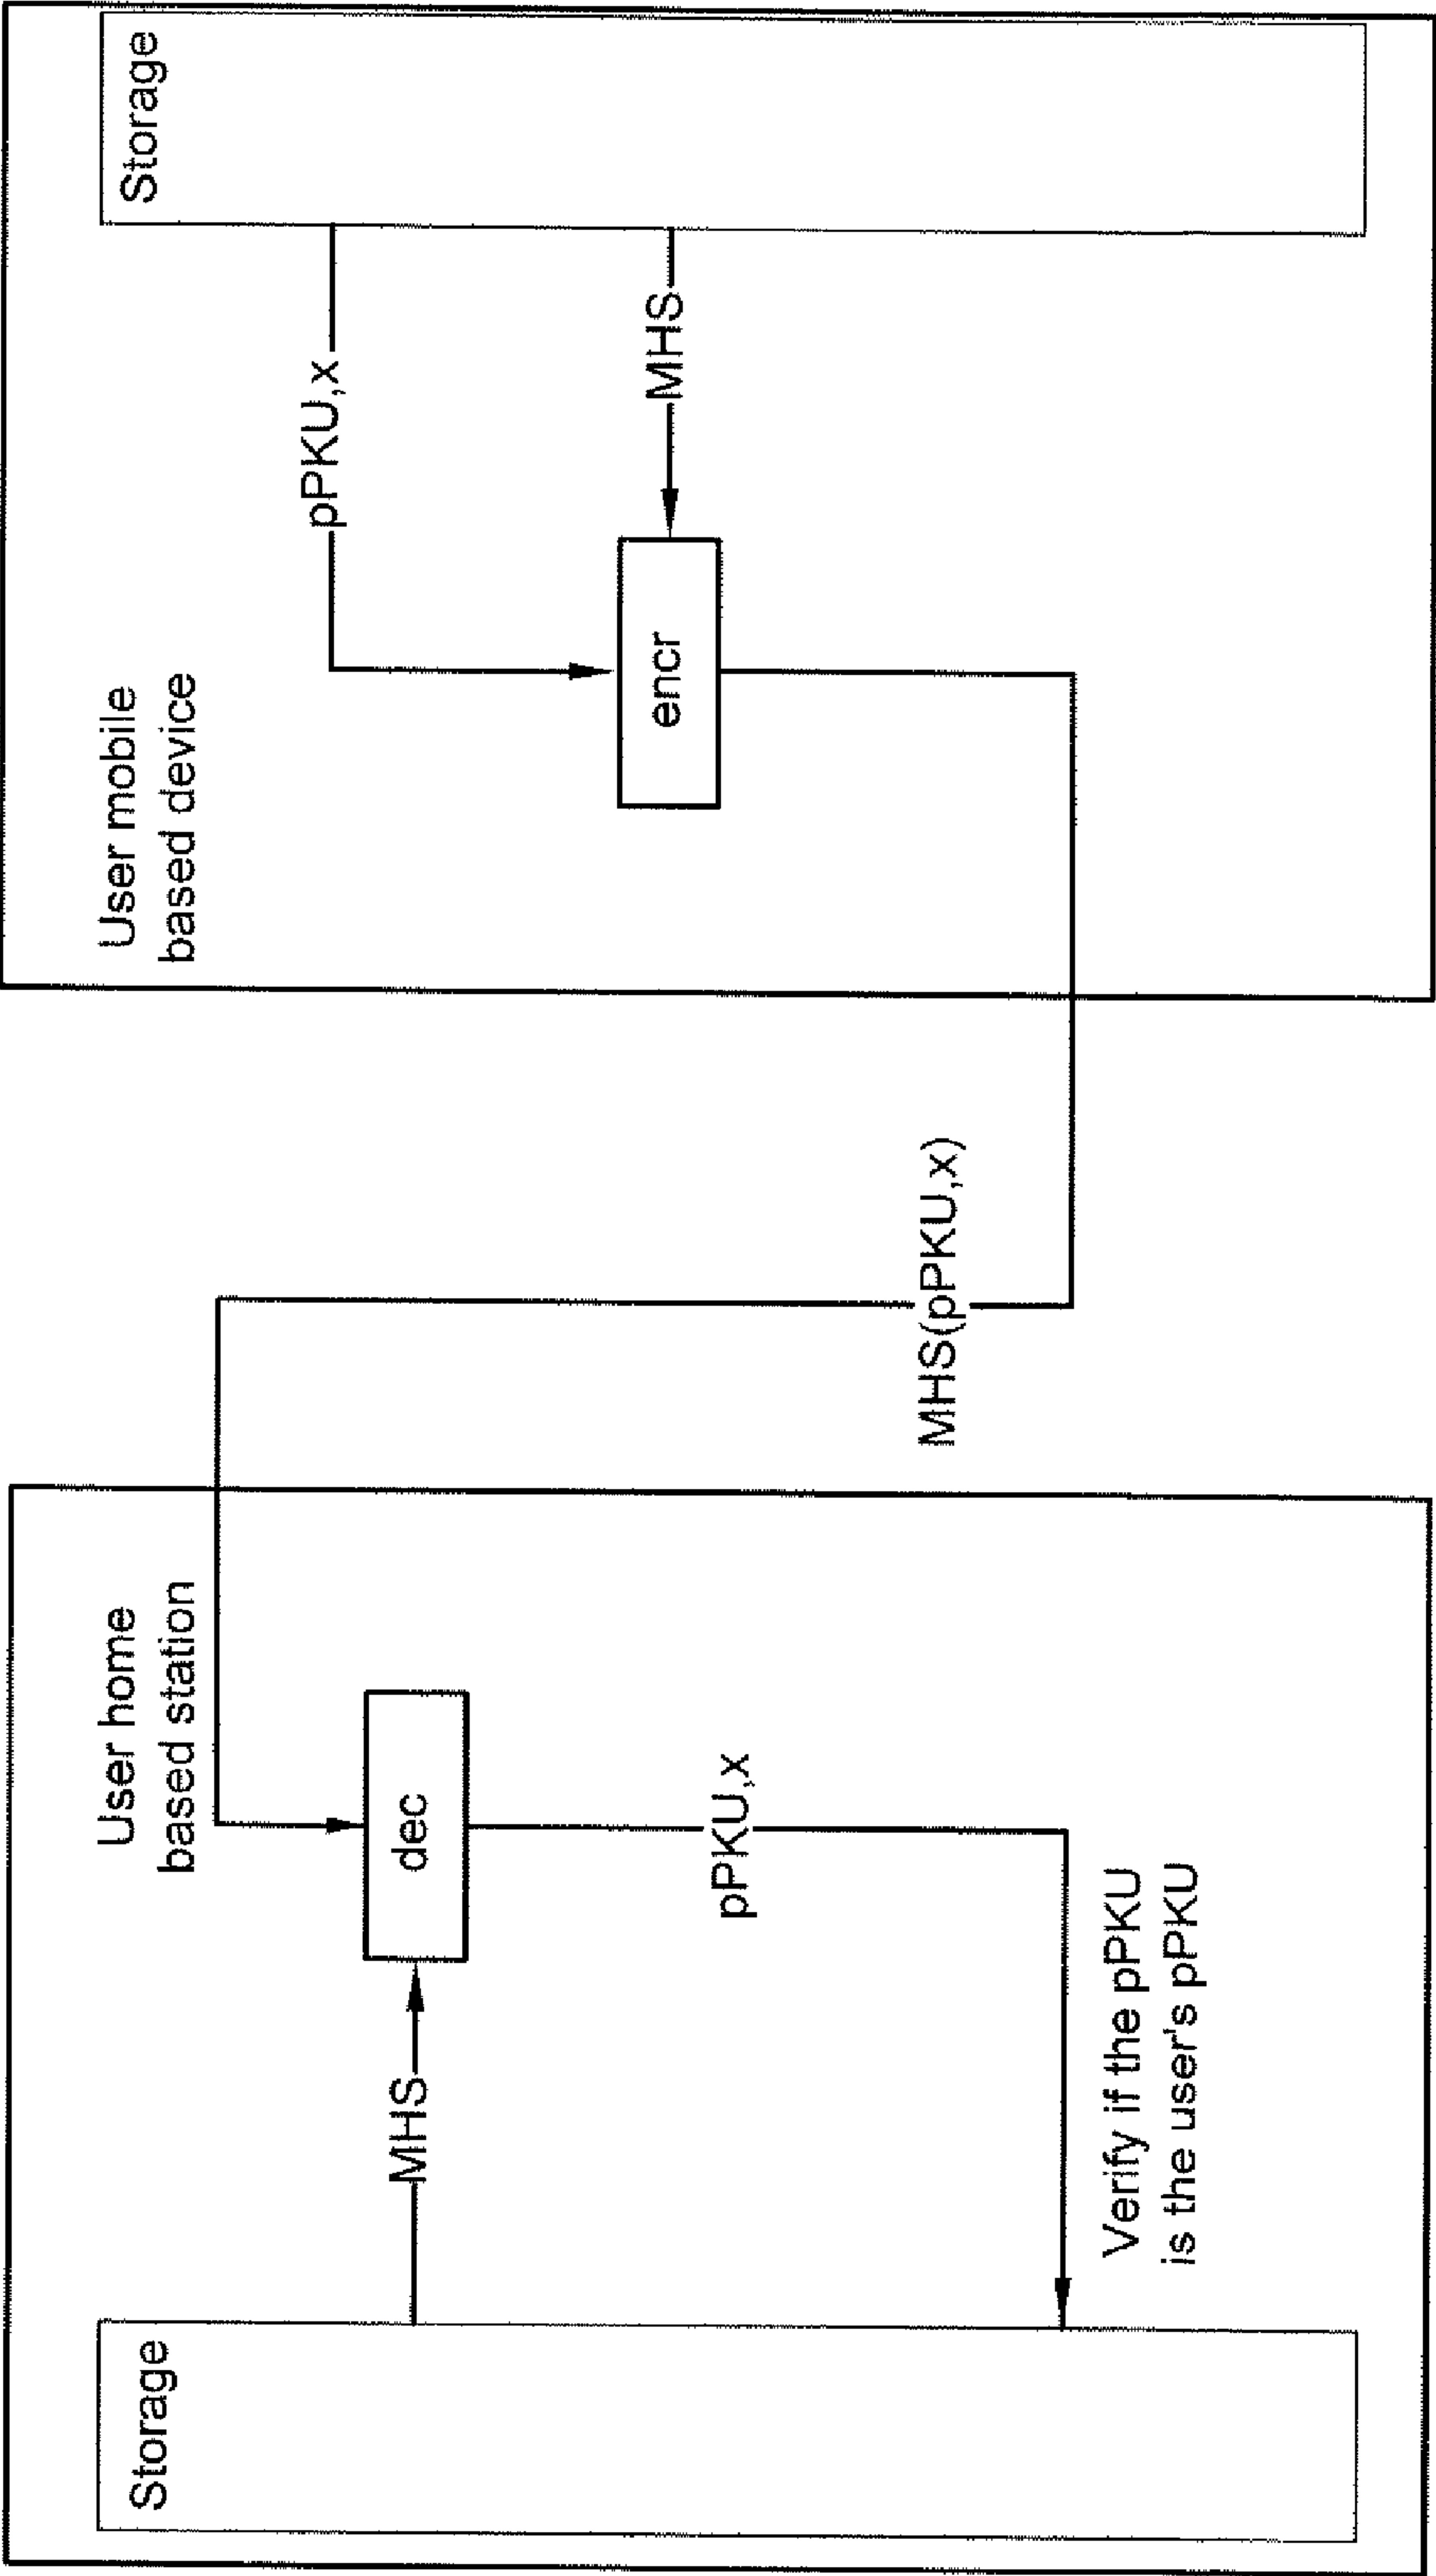 User home
based station
Storage
MHS
dec
pPKU,x
Verify if the pPKU
is the user's pPKU
MHS(pPKU,x)
User mobile
based device
Storage
pPKU,x
MHS
encr